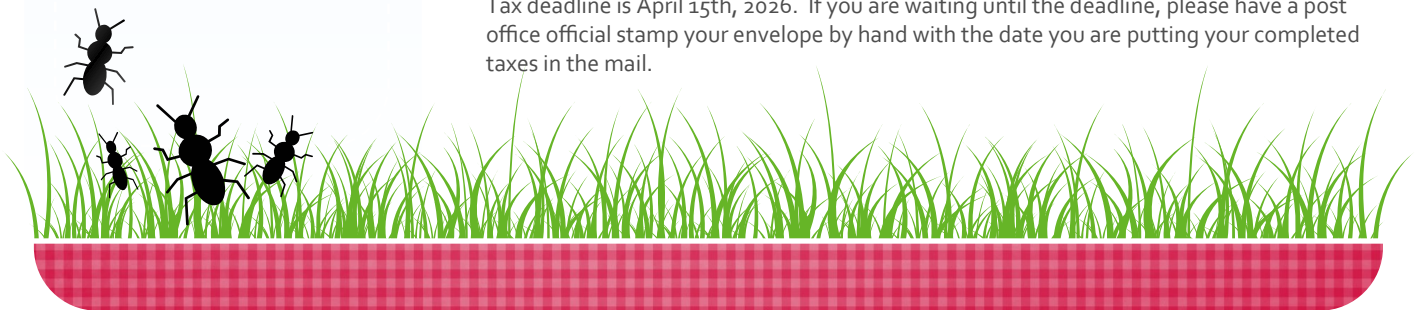 Tax deadline is April 15th, 2026.  If you are waiting until the deadline, please have a post
office official stamp your envelope by hand with the date you are putting your completed
taxes in the mail.